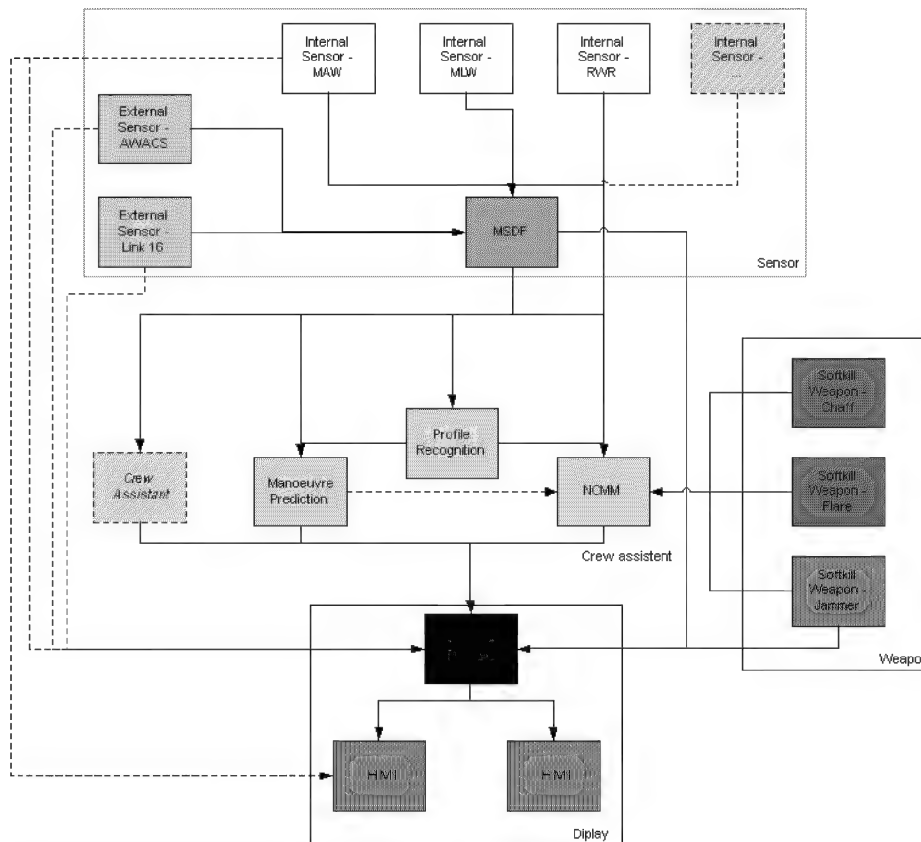 Internal
Sensor -
MAW
Internal
Sensor -
MLW
Internal
Sensor -
RWR
Internal
Sensor -
...
External
Sensor -
AWACS
External
Sensor -
Link 16
MSDF
Sensor
Profile
Recognition
Crew
Assistant
Manoeuvre
Prediction
NCMM
Crew assistent
Softkill
Weapon -
Chaff
Softkill
Weapon -
Flare
Softkill
Weapon -
Jammer
Weapo
HMI
HMI
Diplay